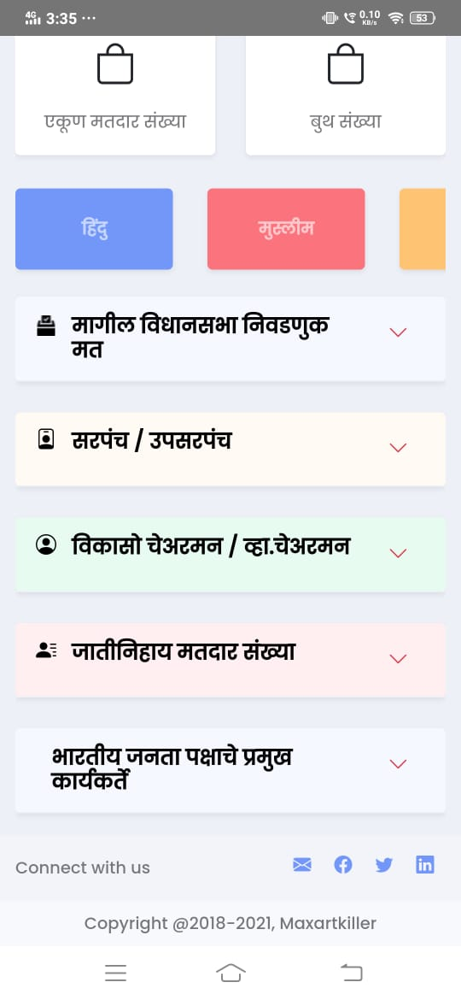 4G 3:35 ··· 0.10 KB/s 53
एकूण मतदार संख्या बुथ संख्या
हिंदु मुस्लीम
मागील विधानसभा निवडणुक
मत
सरपंच / उपसरपंच
विकासो चेअरमन / व्हा.चेअरमन
जातीनिहाय मतदार संख्या
भारतीय जनता पक्षाचे प्रमुख
कार्यकर्ते
Connect with us
Copyright @2018-2021, Maxartkiller